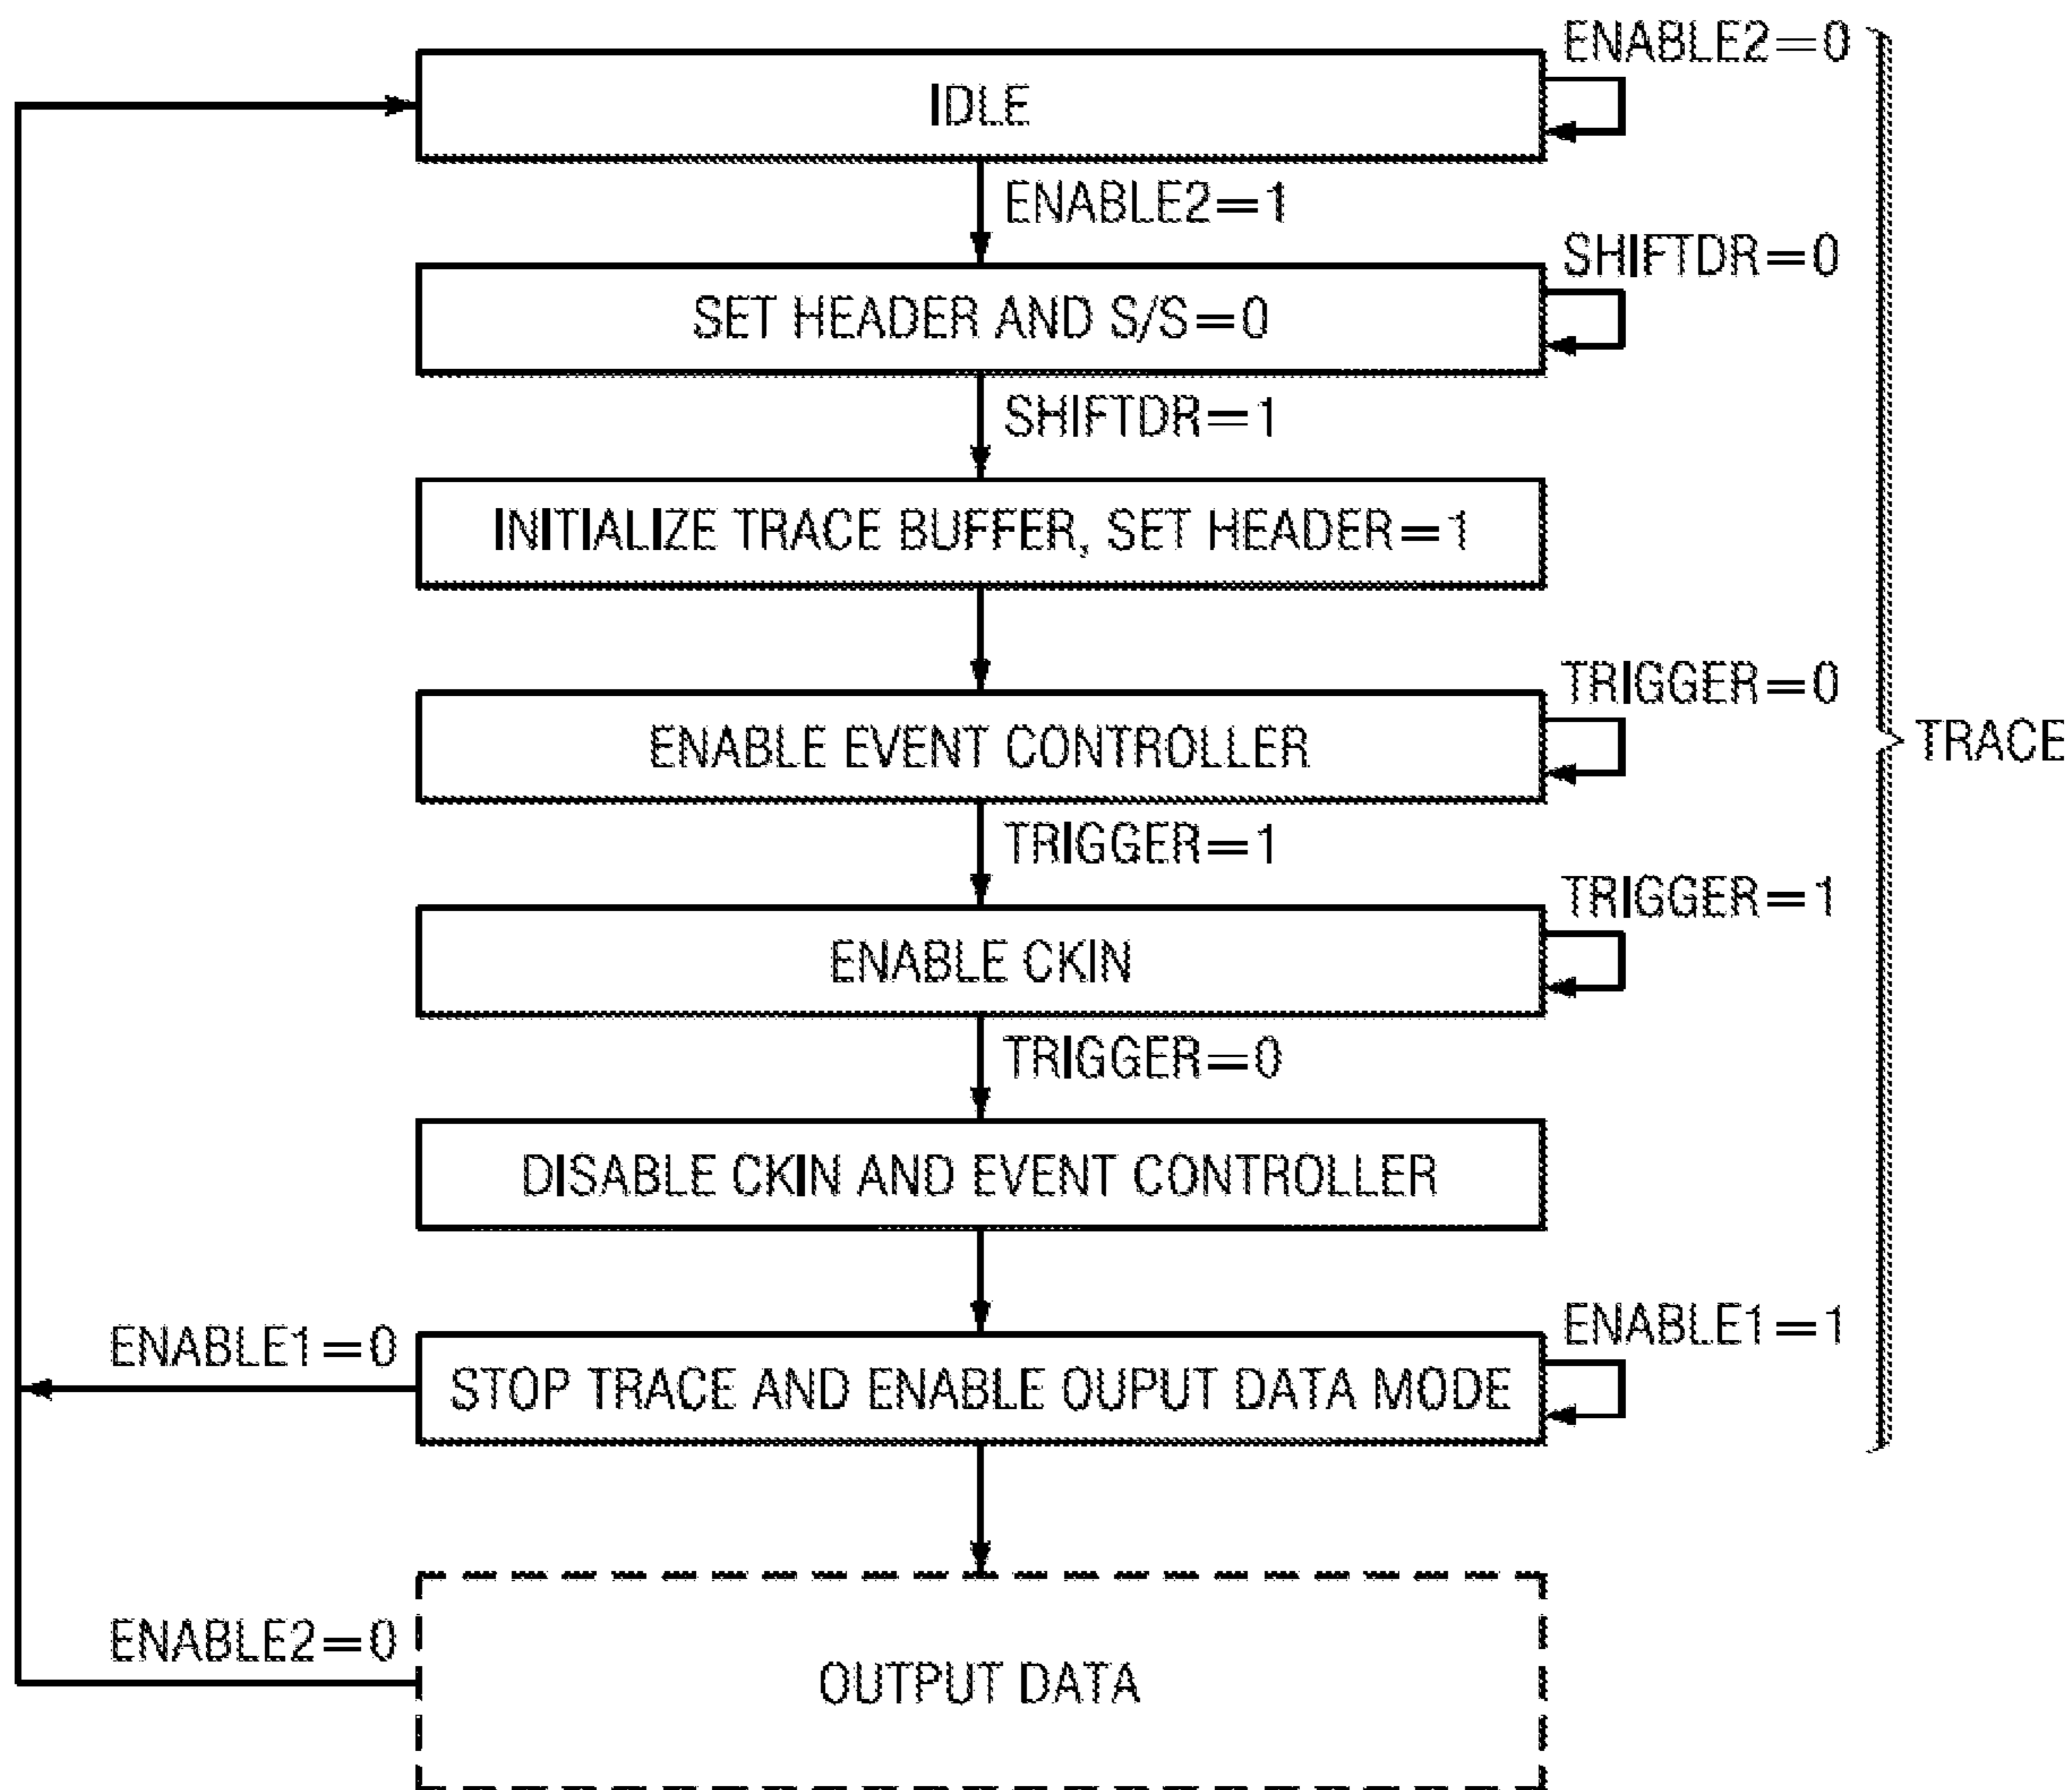 ENABLE2=0
IDLE
ENABLE2=1
SHIFTDR=0
SET HEADER AND S/S=0
SHIFTDR=1
INITIALIZE TRACE BUFFER, SET HEADER=1
TRIGGER=0
ENABLE EVENT CONTROLLER
TRACE
TRIGGER=1
TRIGGER=1
ENABLE CKIN
TRIGGER=0
DISABLE CKIN AND EVENT CONTROLLER
ENABLE1=0
ENABLE1=1
STOP TRACE AND ENABLE OUPUT DATA MODE
ENABLE2=0
OUTPUT DATA